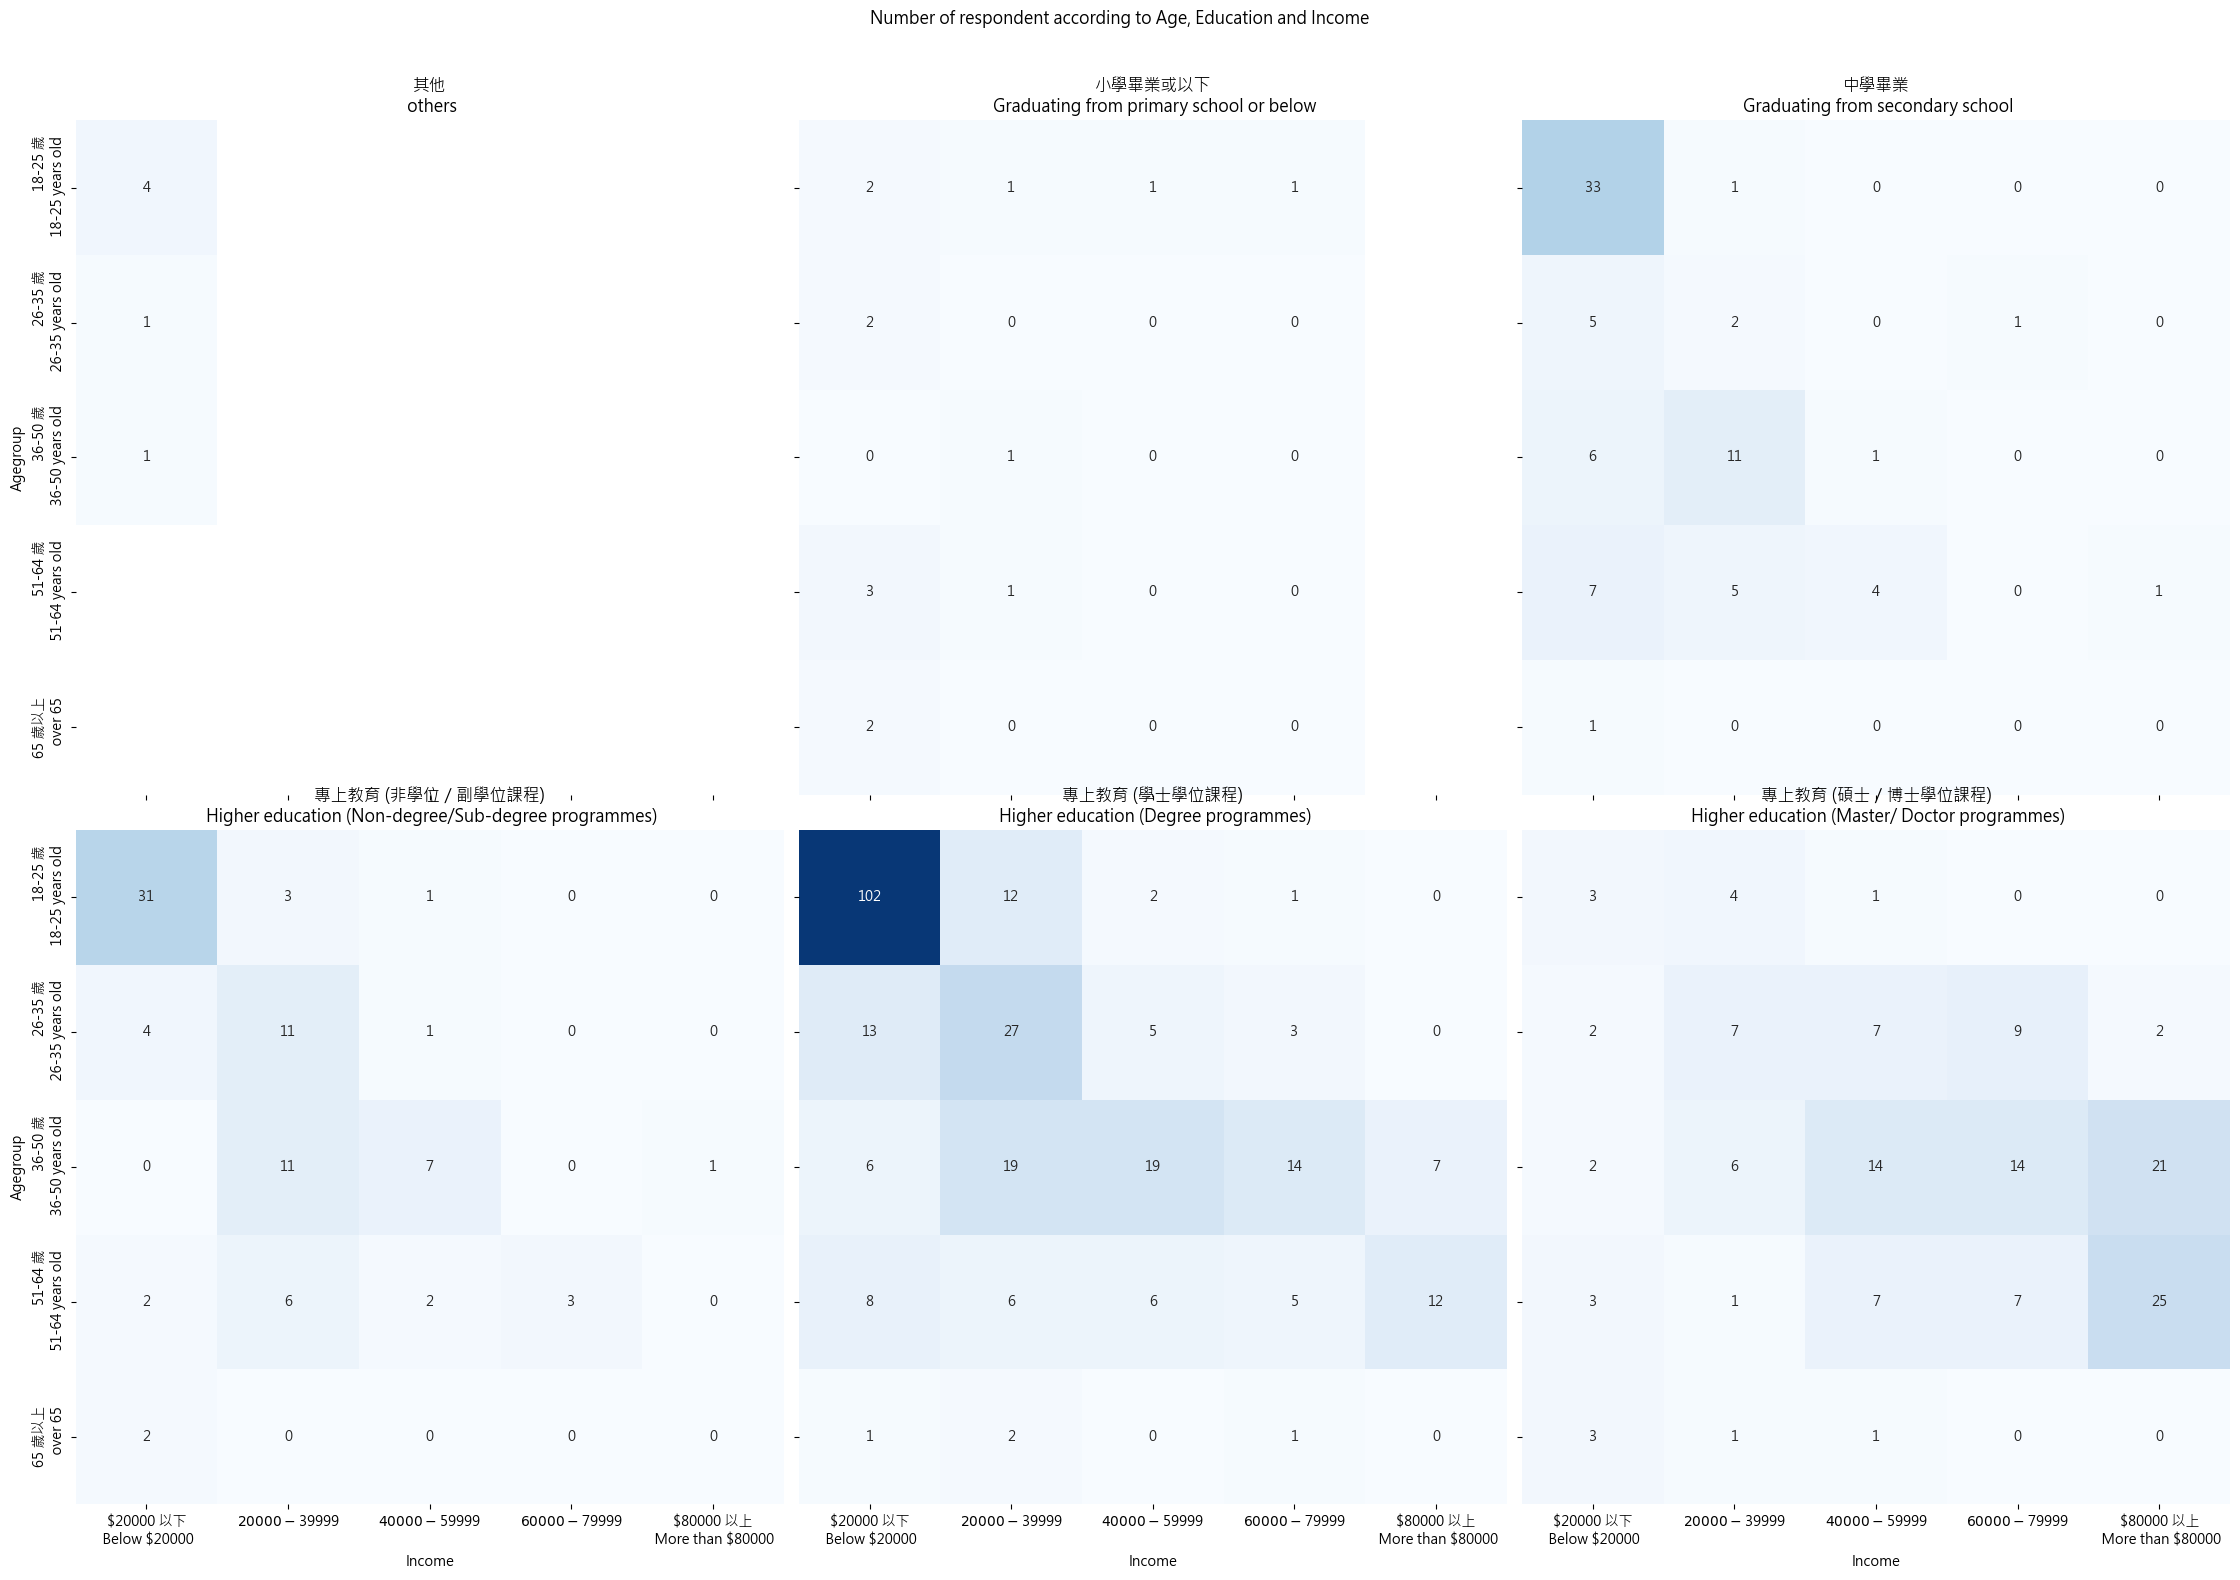 Number of respondent according to Age, Education and Income
其他
others
小學畢業或以下
Graduating from primary school or below
中學畢業
Graduating from secondary school
Agegroup
18-25 歲
18-25 years old
4
2 1 1 1
33 1 0 0 0
26-35 歲
26-35 years old
1
2 0 0 0
5 2 0 1 0
36-50 歲
36-50 years old
1
0 1 0 0
6 11 1 0 0
51-64 歲
51-64 years old
3 1 0 0
7 5 4 0 1
65 歲以上
over 65
2 0 0 0
1 0 0 0 0
專上教育 (非學位 / 副學位課程)
Higher education (Non-degree/Sub-degree programmes)
專上教育 (學士學位課程)
Higher education (Degree programmes)
專上教育 (碩士 / 博士學位課程)
Higher education (Master/ Doctor programmes)
Agegroup
18-25 歲
18-25 years old
31 3 1 0 0
102 12 2 1 0
3 4 1 0 0
26-35 歲
26-35 years old
4 11 1 0 0
13 27 5 3 0
2 7 7 9 2
36-50 歲
36-50 years old
0 11 7 0 1
6 19 19 14 7
2 6 14 14 21
51-64 歲
51-64 years old
2 6 2 3 0
8 6 6 5 12
3 1 7 7 25
65 歲以上
over 65
2 0 0 0 0
1 2 0 1 0
3 1 1 0 0
$20000 以下
Below $20000
20000 − 39999
40000 − 59999
60000 − 79999
$80000 以上
More than $80000
Income
$20000 以下
Below $20000
20000 − 39999
40000 − 59999
60000 − 79999
$80000 以上
More than $80000
Income
$20000 以下
Below $20000
20000 − 39999
40000 − 59999
60000 − 79999
$80000 以上
More than $80000
Income